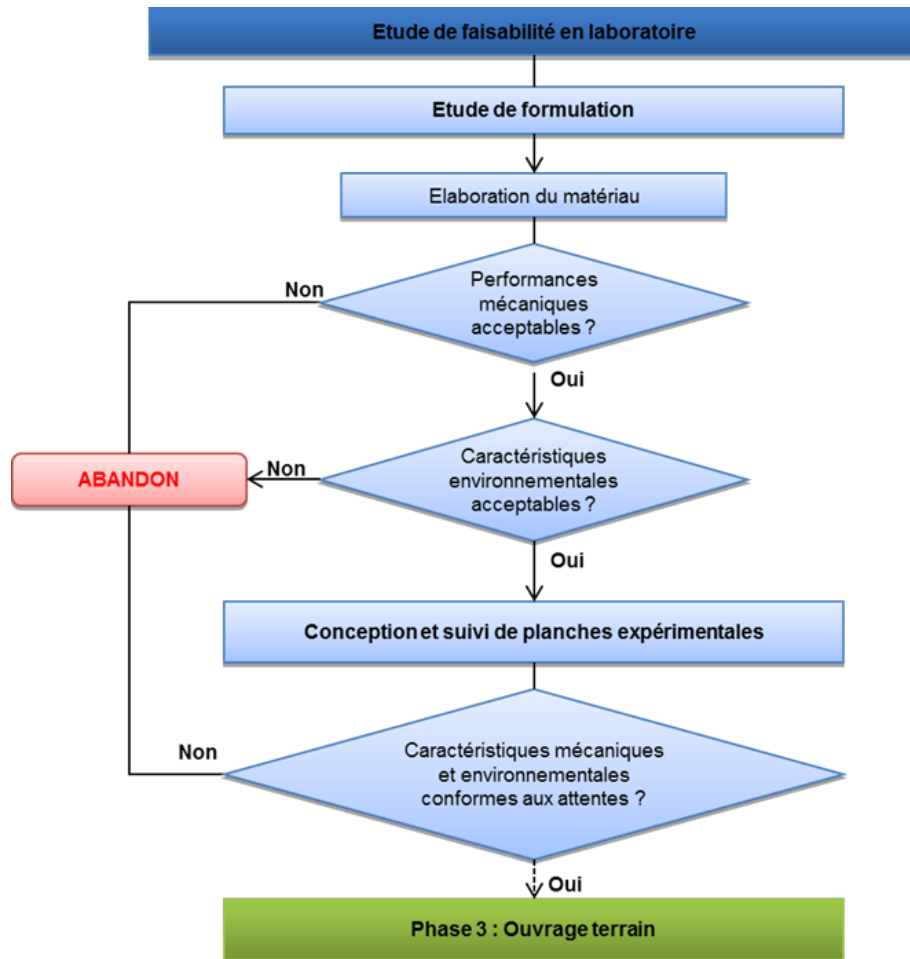 Etude de faisabilité en laboratoire
Etude de formulation
Elaboration du matériau
Performances
mécaniques
acceptables ?
Non
Oui
Caractéristiques
environnementales
acceptables ?
Non
ABANDON
Oui
Conception et suivi de planches expérimentales
Caractéristiques mécaniques
et environnementales
conformes aux attentes ?
Non
Oui
Phase 3 : Ouvrage terrain